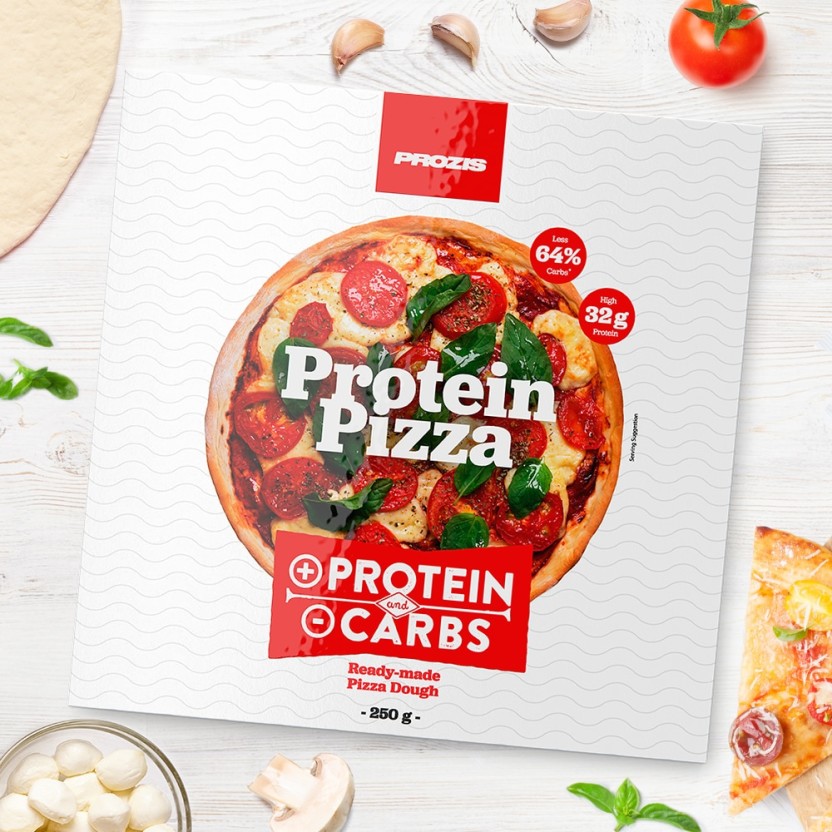 PROZIS
Less
64%
Carbs*
High
32g
Protein
Protein
Pizza
Serving Suggestion
+ PROTEIN
and
- CARBS
Ready-made
Pizza Dough
- 250 g -